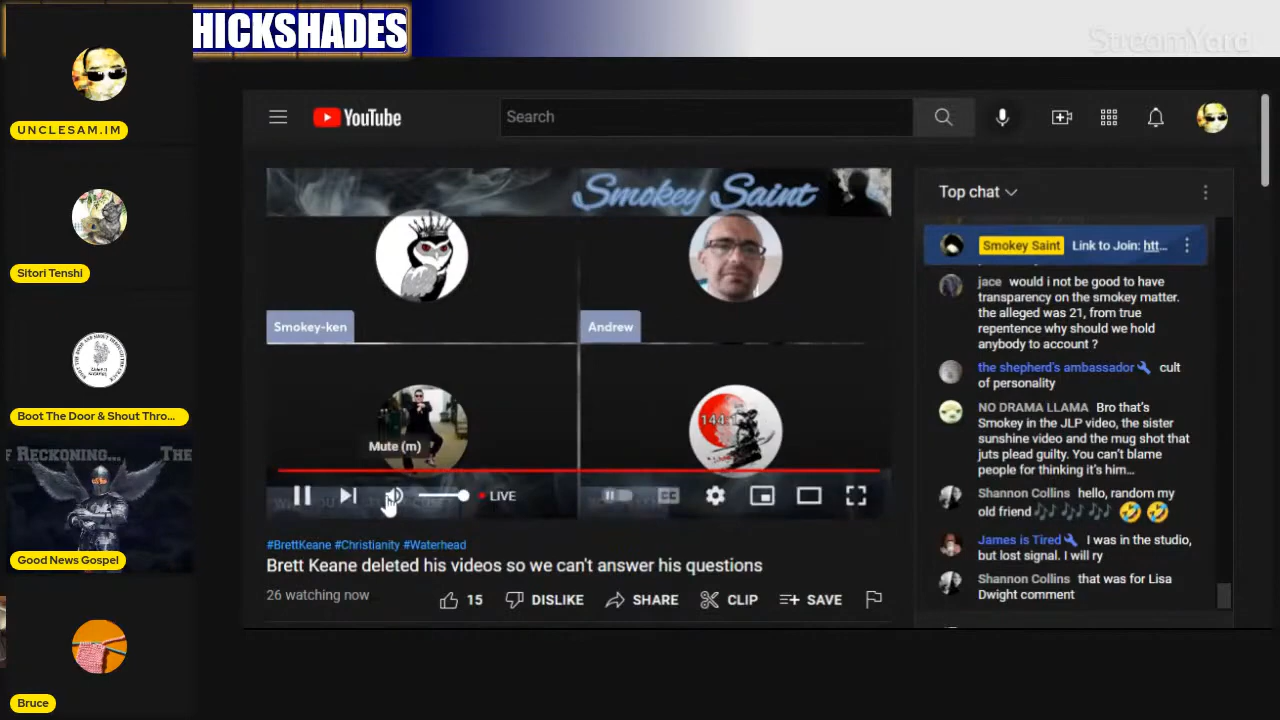 HICKSHADES
StreamYard
UNCLESAM.IM
Sitori Tenshi
Boot The Door & Shout Thro...
F RECKONING... THE
Good News Gospel
Bruce
YouTube
Search
Smokey Saint
Smokey-ken
Andrew
144.1
Mute (m)
LIVE
CC
#BrettKeane #Christianity #Waterhead
Brett Keane deleted his videos so we can't answer his questions
26 watching now
15
DISLIKE
SHARE
CLIP
SAVE
Top chat
Smokey Saint Link to Join: htt...
jace would i not be good to have
transparency on the smokey matter.
the alleged was 21, from true
repentence why should we hold
anybody to account ?
the shepherd's ambassador cult
of personality
NO DRAMA LLAMA Bro that's
Smokey in the JLP video, the sister
sunshine video and the mug shot that
juts plead guilty. You can't blame
people for thinking it's him...
Shannon Collins hello, random my
old friend🎶 🎶 🎶 🤣 🤣
James is Tired I was in the studio,
but lost signal. I will ry
Shannon Collins that was for Lisa
Dwight comment